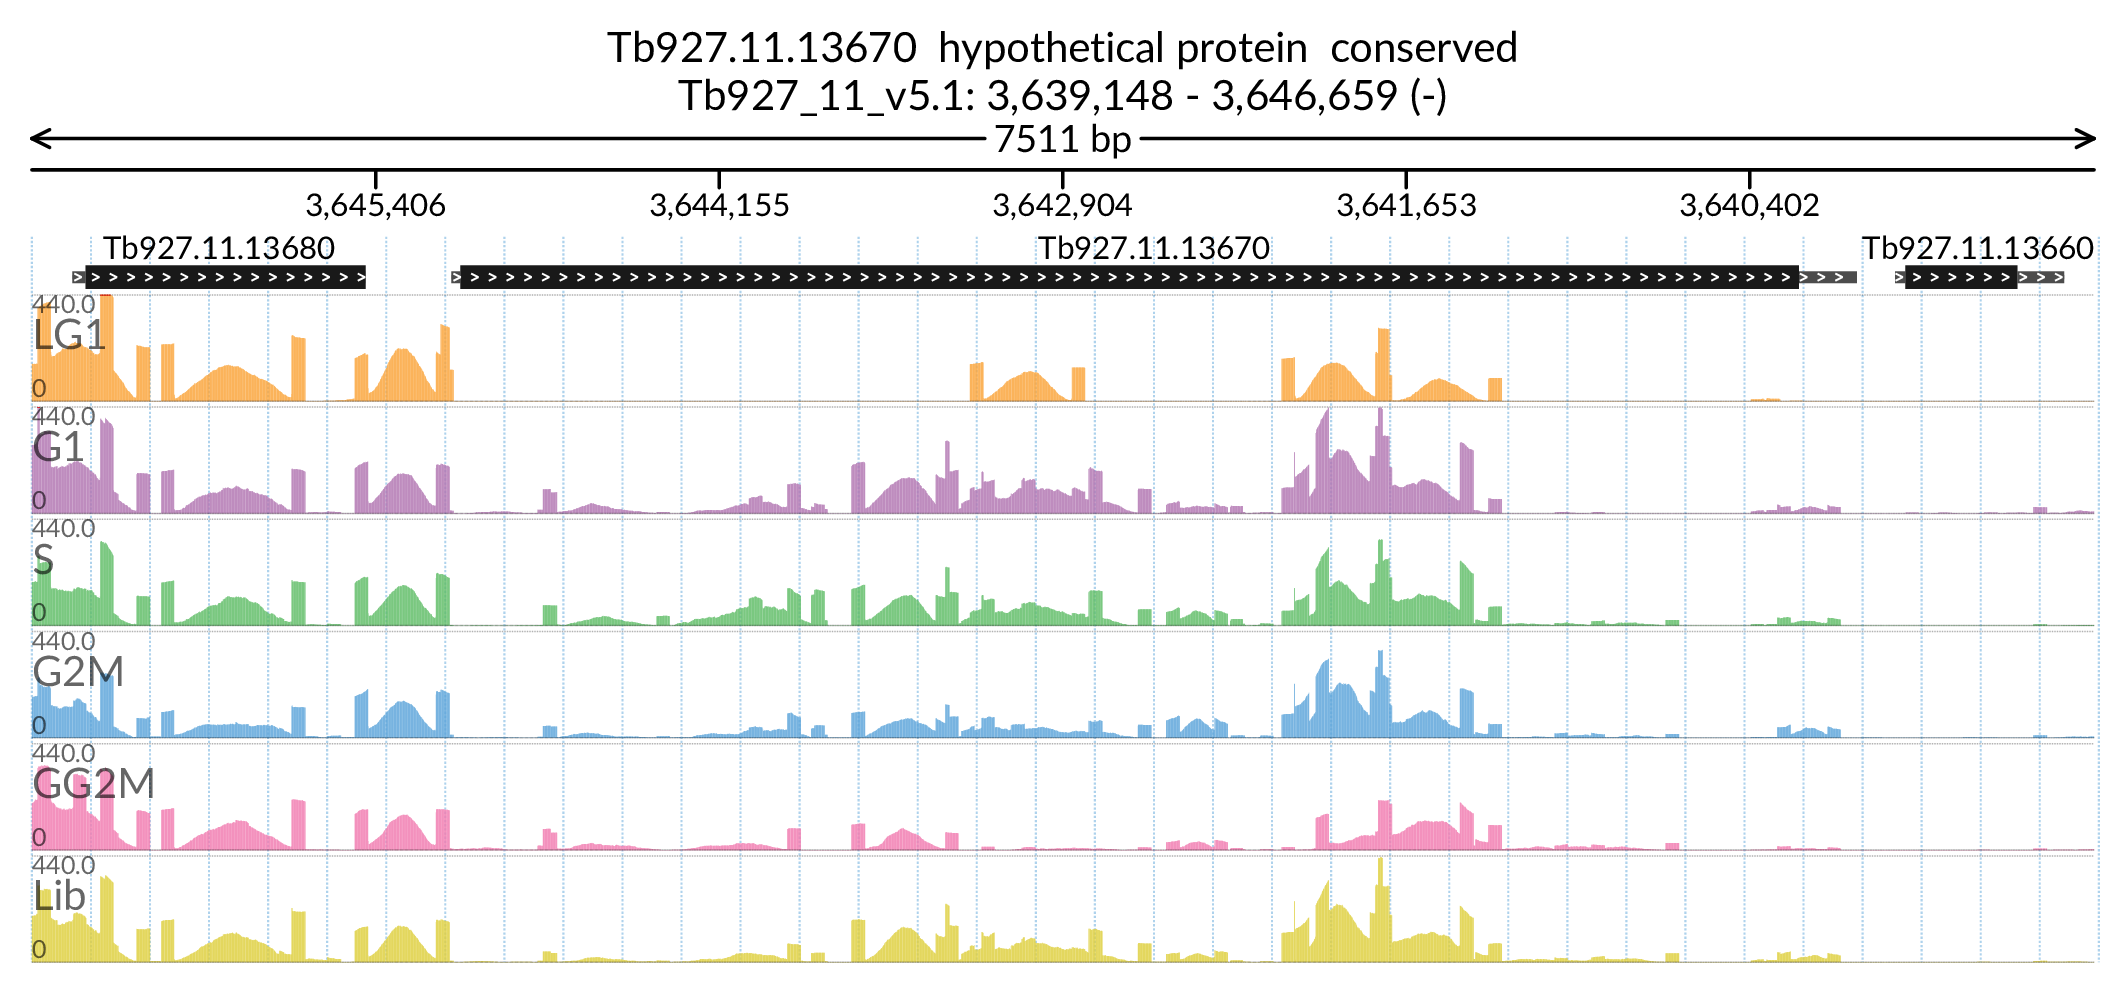 Tb927.11.13670 hypothetical protein conserved
Tb927_11_v5.1: 3,639,148 - 3,646,659 (-)
7511 bp
3,645,406 3,644,155 3,642,904 3,641,653 3,640,402
Tb927.11.13680 Tb927.11.13670 Tb927.11.13660
440.0
LG1
0
440.0
G1
0
440.0
S
0
440.0
G2M
0
440.0
GG2M
0
440.0
Lib
0